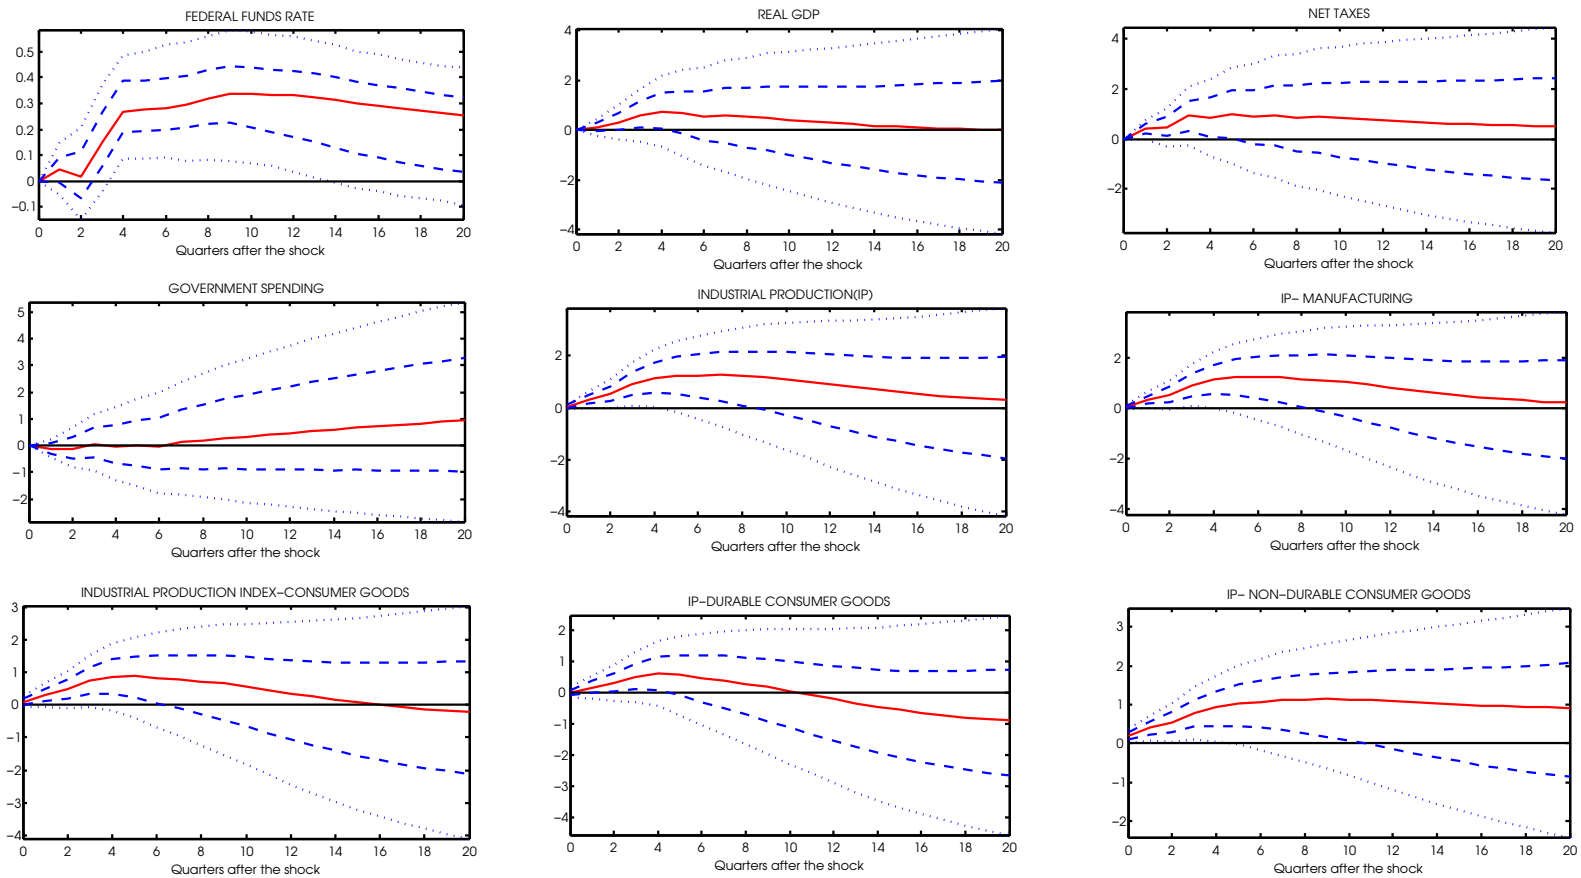 FEDERAL FUNDS RATE
0.5
0.4
0.3
0.2
0.1
0
−0.1
0 2 4 6 8 10 12 14 16 18 20
Quarters after the shock
REAL GDP
4
2
0
−2
−4
0 2 4 6 8 10 12 14 16 18 20
Quarters after the shock
NET TAXES
4
2
0
−2
0 2 4 6 8 10 12 14 16 18 20
Quarters after the shock
GOVERNMENT SPENDING
5
4
3
2
1
0
−1
−2
0 2 4 6 8 10 12 14 16 18 20
Quarters after the shock
INDUSTRIAL PRODUCTION(IP)
2
0
−2
−4
0 2 4 6 8 10 12 14 16 18 20
Quarters after the shock
IP− MANUFACTURING
2
0
−2
−4
0 2 4 6 8 10 12 14 16 18 20
Quarters after the shock
INDUSTRIAL PRODUCTION INDEX−CONSUMER GOODS
3
2
1
0
−1
−2
−3
−4
0 2 4 6 8 10 12 14 16 18 20
Quarters after the shock
IP−DURABLE CONSUMER GOODS
2
1
0
−1
−2
−3
−4
0 2 4 6 8 10 12 14 16 18 20
Quarters after the shock
IP− NON−DURABLE CONSUMER GOODS
3
2
1
0
−1
−2
0 2 4 6 8 10 12 14 16 18 20
Quarters after the shock